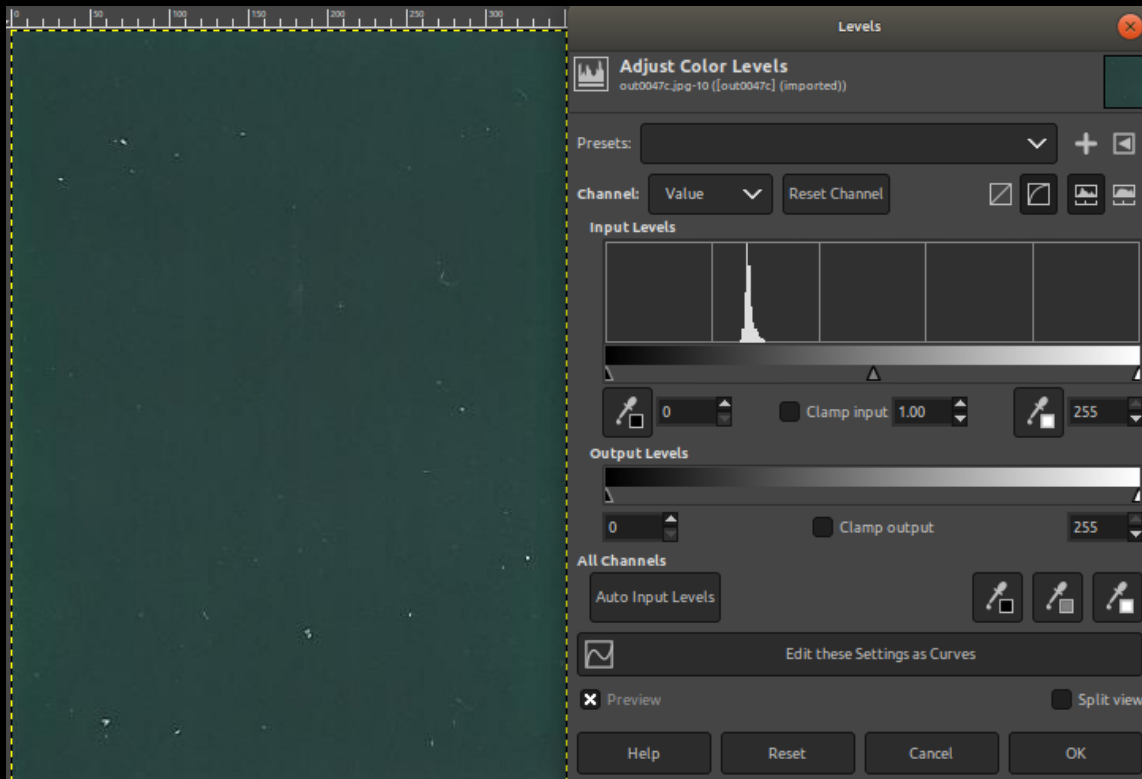 0 50 100 150 200 250 300
Levels
Adjust Color Levels
out0047c.jpg-10 ([out0047c] (imported))
Presets:
Channel: Value Reset Channel
Input Levels
0 Clamp input 1.00 255
Output Levels
0 Clamp output 255
All Channels
Auto Input Levels
Edit these Settings as Curves
Preview Split view
Help Reset Cancel OK